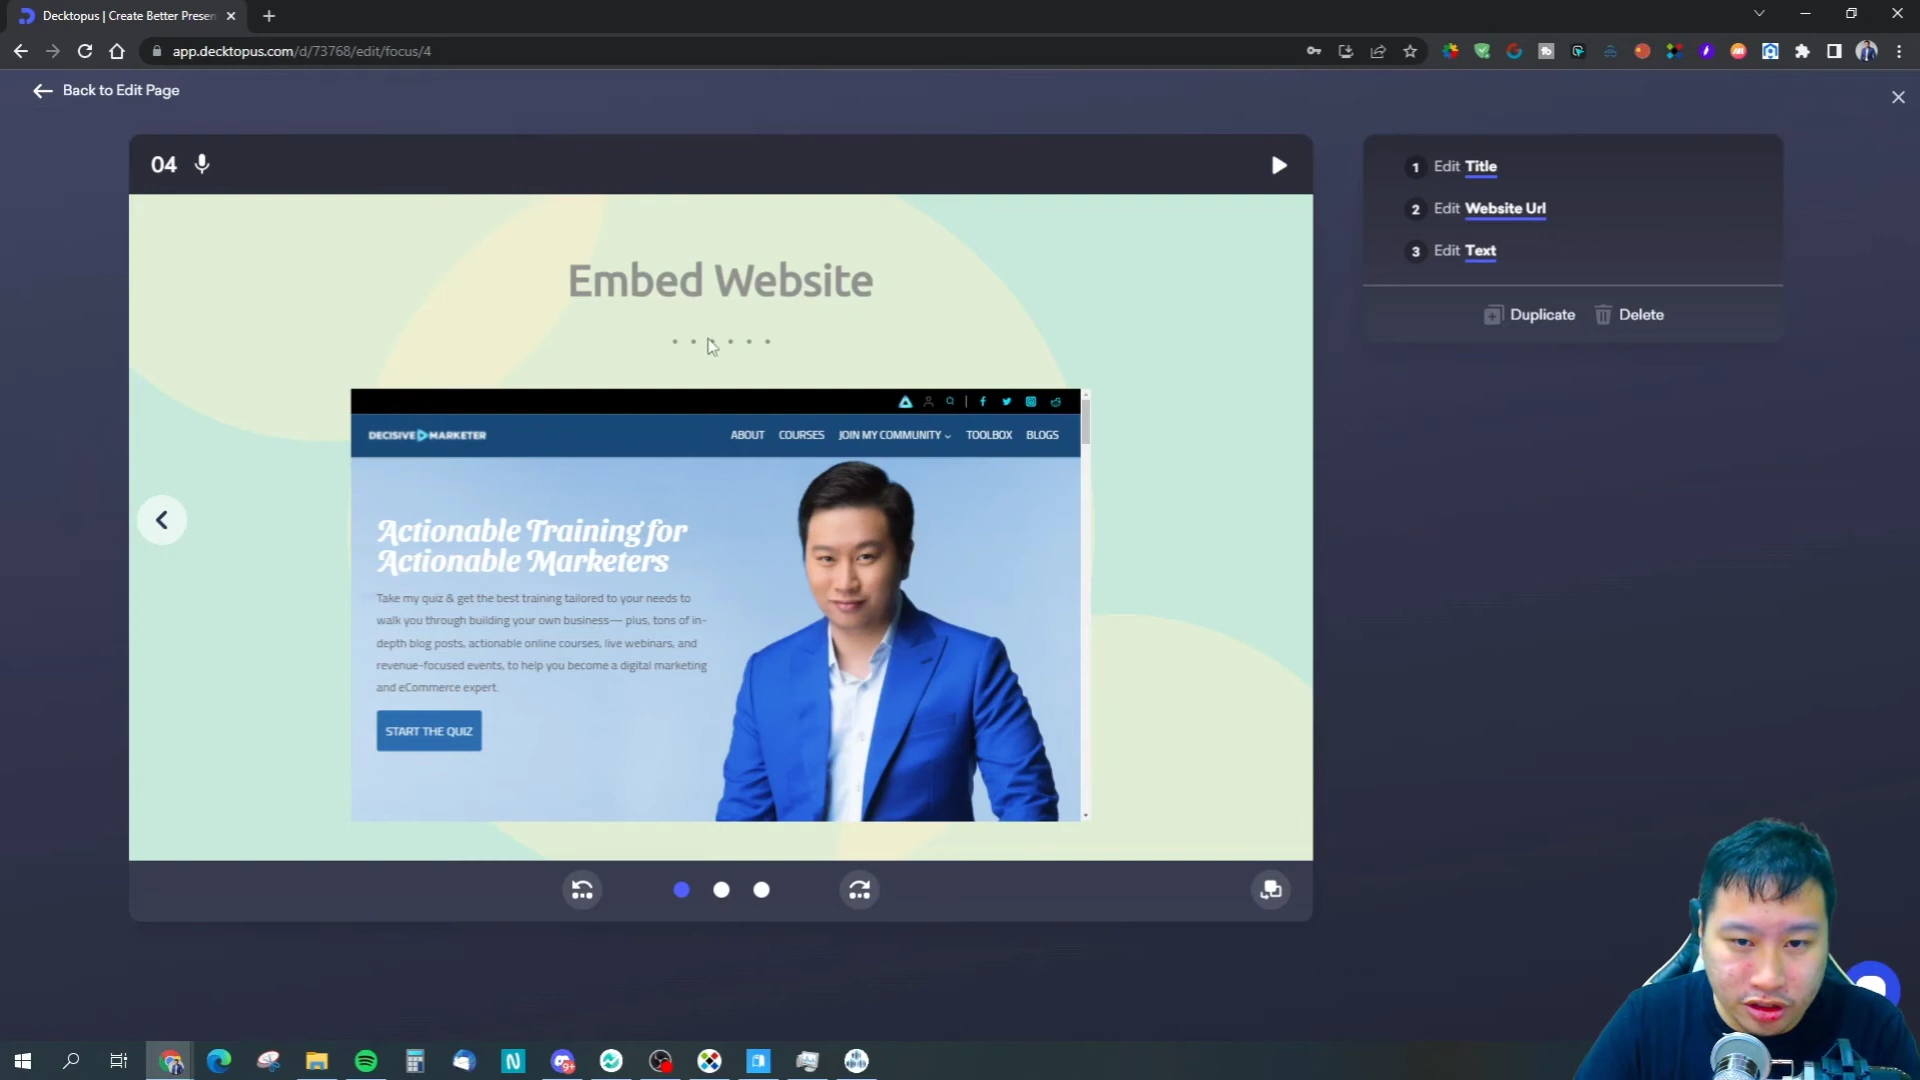 Decktopus | Create Better Presen
app.decktopus.com/d/73768/edit/focus/4
Back to Edit Page
04
1 Edit Title
2 Edit Website Url
3 Edit Text
Duplicate Delete
Embed Website
DECISIVE MARKETER
ABOUT COURSES JOIN MY COMMUNITY TOOLBOX BLOGS
Actionable Training for
Actionable Marketers
Take my quiz & get the best training tailored to your needs to
walk you through building your own business— plus, tons of in-
depth blog posts, actionable online courses, live webinars, and
revenue-focused events, to help you become a digital marketing
and eCommerce expert.
START THE QUIZ